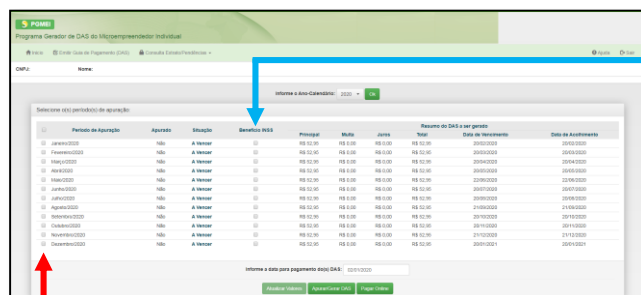 PGMEI
Programa Gerador de DAS do Microempreendedor Individual
Início Emitir Guia de Pagamento (DAS) Consulta Extrato/Pendências Ajuda Sair
CNPJ: Nome:
Informe o Ano-Calendário: 2020 Ok
Selecione o(s) período(s) de apuração:
Período de Apuração Apurado Situação Benefício INSS Resumo do DAS a ser gerado
Principal Multa Juros Total Data de Vencimento Data de Acolhimento
Janeiro/2020 Não A Vencer R$ 52,95 R$ 0,00 R$ 0,00 R$ 52,95 20/02/2020 20/02/2020
Fevereiro/2020 Não A Vencer R$ 52,95 R$ 0,00 R$ 0,00 R$ 52,95 20/03/2020 20/03/2020
Março/2020 Não A Vencer R$ 52,95 R$ 0,00 R$ 0,00 R$ 52,95 20/04/2020 20/04/2020
Abril/2020 Não A Vencer R$ 52,95 R$ 0,00 R$ 0,00 R$ 52,95 20/05/2020 20/05/2020
Maio/2020 Não A Vencer R$ 52,95 R$ 0,00 R$ 0,00 R$ 52,95 22/06/2020 22/06/2020
Junho/2020 Não A Vencer R$ 52,95 R$ 0,00 R$ 0,00 R$ 52,95 20/07/2020 20/07/2020
Julho/2020 Não A Vencer R$ 52,95 R$ 0,00 R$ 0,00 R$ 52,95 20/08/2020 20/08/2020
Agosto/2020 Não A Vencer R$ 52,95 R$ 0,00 R$ 0,00 R$ 52,95 21/09/2020 21/09/2020
Setembro/2020 Não A Vencer R$ 52,95 R$ 0,00 R$ 0,00 R$ 52,95 20/10/2020 20/10/2020
Outubro/2020 Não A Vencer R$ 52,95 R$ 0,00 R$ 0,00 R$ 52,95 20/11/2020 20/11/2020
Novembro/2020 Não A Vencer R$ 52,95 R$ 0,00 R$ 0,00 R$ 52,95 21/12/2020 21/12/2020
Dezembro/2020 Não A Vencer R$ 52,95 R$ 0,00 R$ 0,00 R$ 52,95 20/01/2021 20/01/2021
Informe a data para pagamento do(s) DAS: 02/01/2020
Atualizar Valores Apurar/Gerar DAS Pagar Online